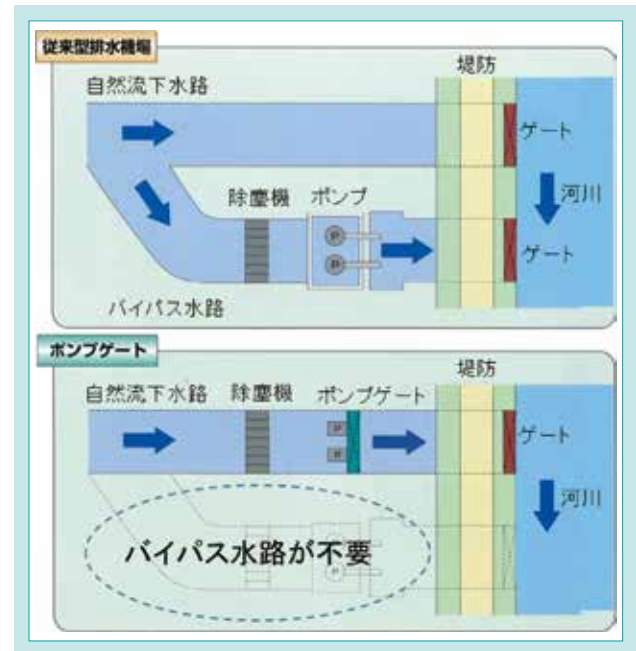 従来型排水機場
堤防
自然流下水路
ゲート
除塵機 ポンプ
河川
P
P
ゲート
バイパス水路
ポンプゲート
堤防
自然流下水路 除塵機 ポンプゲート
ゲート
P
P
河川
バイパス水路が不要